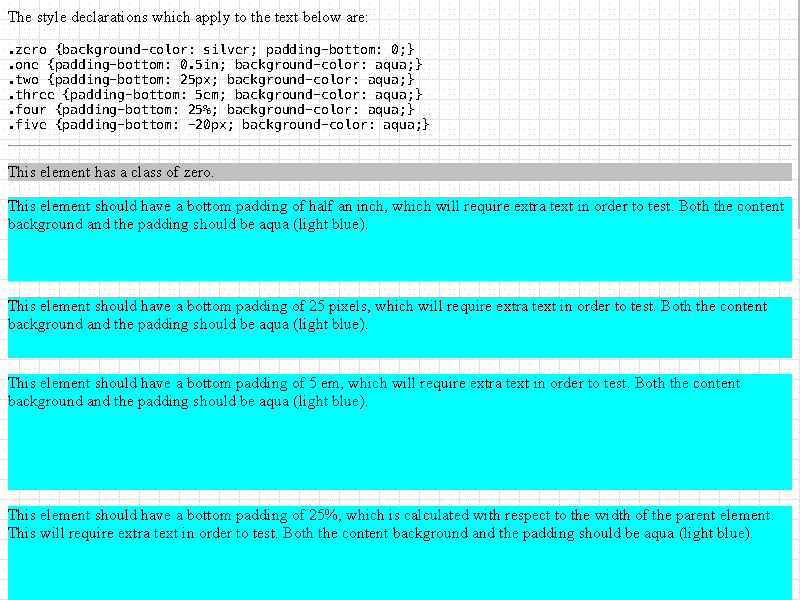 The style declarations which apply to the text below are:
.zero {background-color: silver; padding-bottom: 0;}
.one {padding-bottom: 0.5in; background-color: aqua;}
.two {padding-bottom: 25px; background-color: aqua;}
.three {padding-bottom: 5em; background-color: aqua;}
.four {padding-bottom: 25%; background-color: aqua;}
.five {padding-bottom: -20px; background-color: aqua;}
This element has a class of zero.
This element should have a bottom padding of half an inch, which will require extra text in order to test. Both the content
background and the padding should be aqua (light blue).
This element should have a bottom padding of 25 pixels, which will require extra text in order to test. Both the content
background and the padding should be aqua (light blue).
This element should have a bottom padding of 5 em, which will require extra text in order to test. Both the content
background and the padding should be aqua (light blue).
This element should have a bottom padding of 25%, which is calculated with respect to the width of the parent element.
This will require extra text in order to test. Both the content background and the padding should be aqua (light blue).